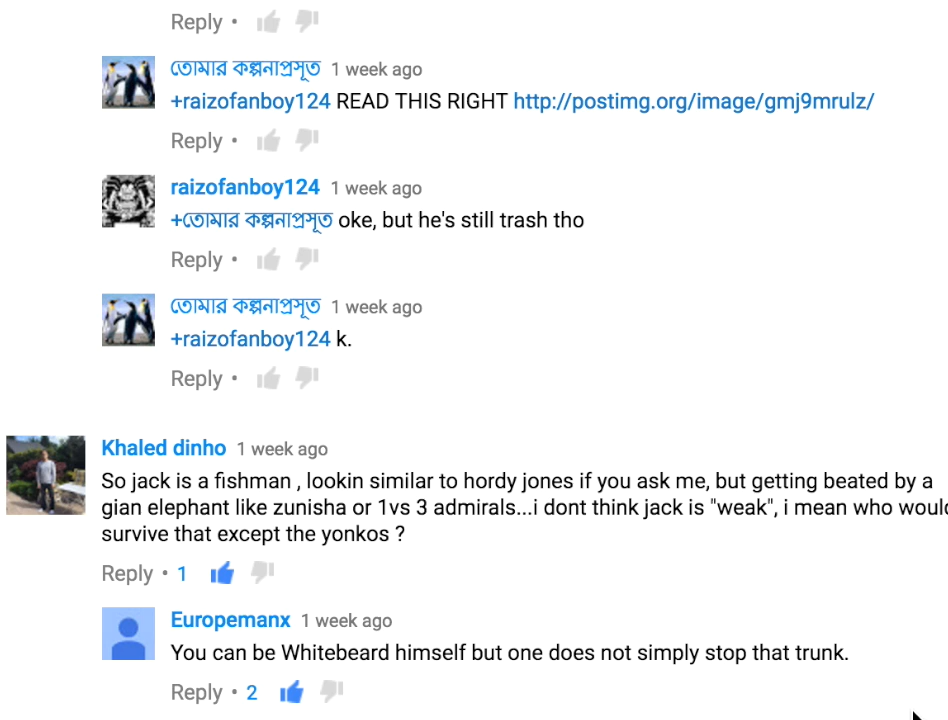 Reply •
তোমার কল্পনাপ্রসূত 1 week ago
+raizofanboy124 READ THIS RIGHT http://postimg.org/image/gmj9mrulz/
Reply •
raizofanboy124 1 week ago
+তোমার কল্পনাপ্রসূত oke, but he's still trash tho
Reply •
তোমার কল্পনাপ্রসূত 1 week ago
+raizofanboy124 k.
Reply •
Khaled dinho 1 week ago
So jack is a fishman , lookin similar to hordy jones if you ask me, but getting beated by a
gian elephant like zunisha or 1vs 3 admirals...i dont think jack is "weak", i mean who would
survive that except the yonkos ?
Reply • 1
Europemanx 1 week ago
You can be Whitebeard himself but one does not simply stop that trunk.
Reply • 2